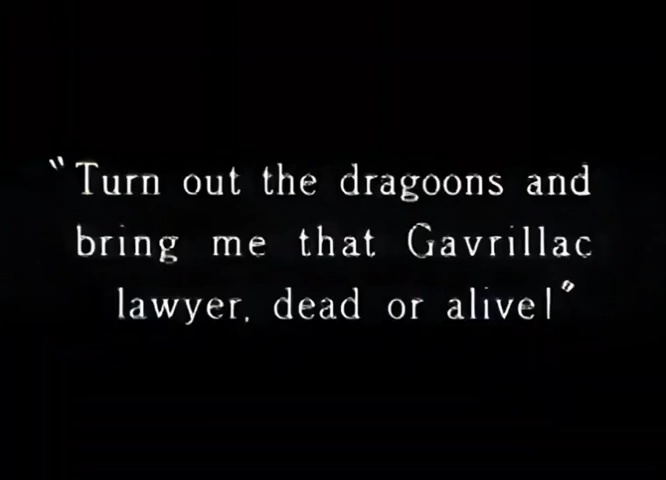 "Turn out the dragoons and
bring me that Gavrillac
lawyer, dead or alive!"